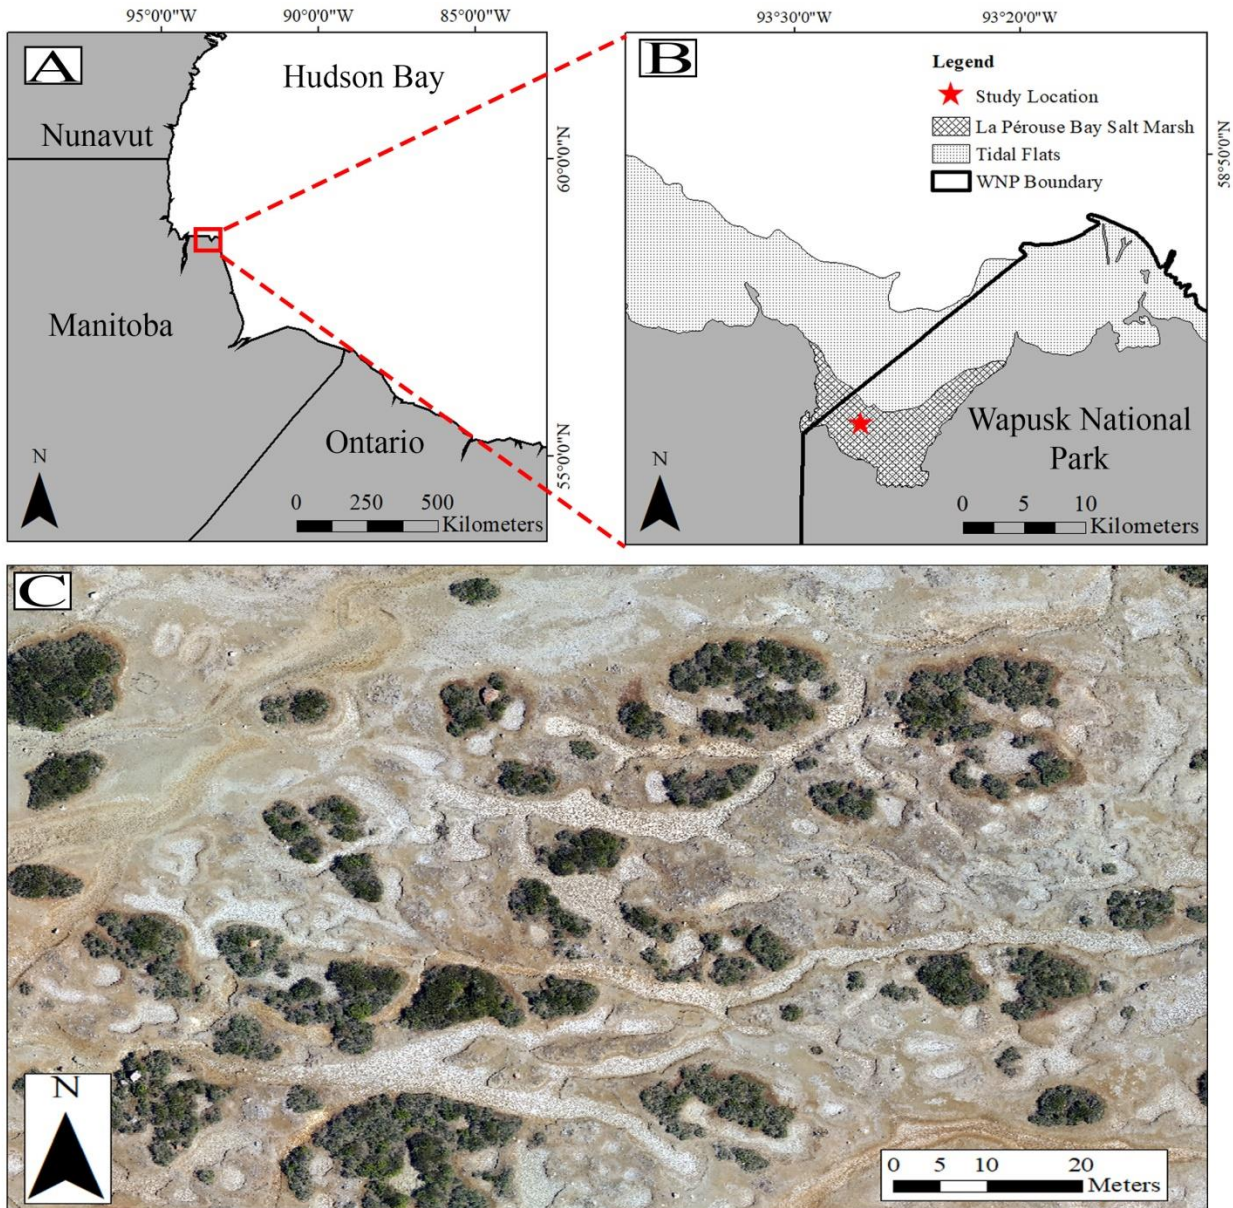 95°0'0"W 90°0'0"W 85°0'0"W
A
Hudson Bay
Nunavut
60°0'0"N
Manitoba
Ontario
55°0'0"N
N
0 250 500
Kilometers
93°30'0"W 93°20'0"W
B
Legend
Study Location
La Pérouse Bay Salt Marsh
Tidal Flats
WNP Boundary
58°50'0"N
Wapusk National
Park
N
0 5 10
Kilometers
C
N
0 5 10 20
Meters